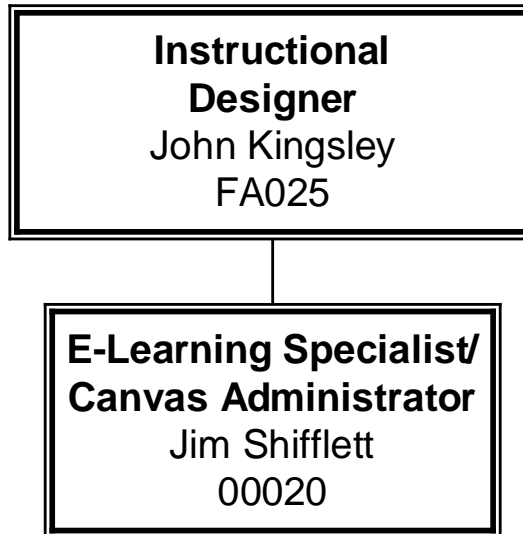 Instructional
Designer
John Kingsley
FA025
E-Learning Specialist/
Canvas Administrator
Jim Shifflett
00020